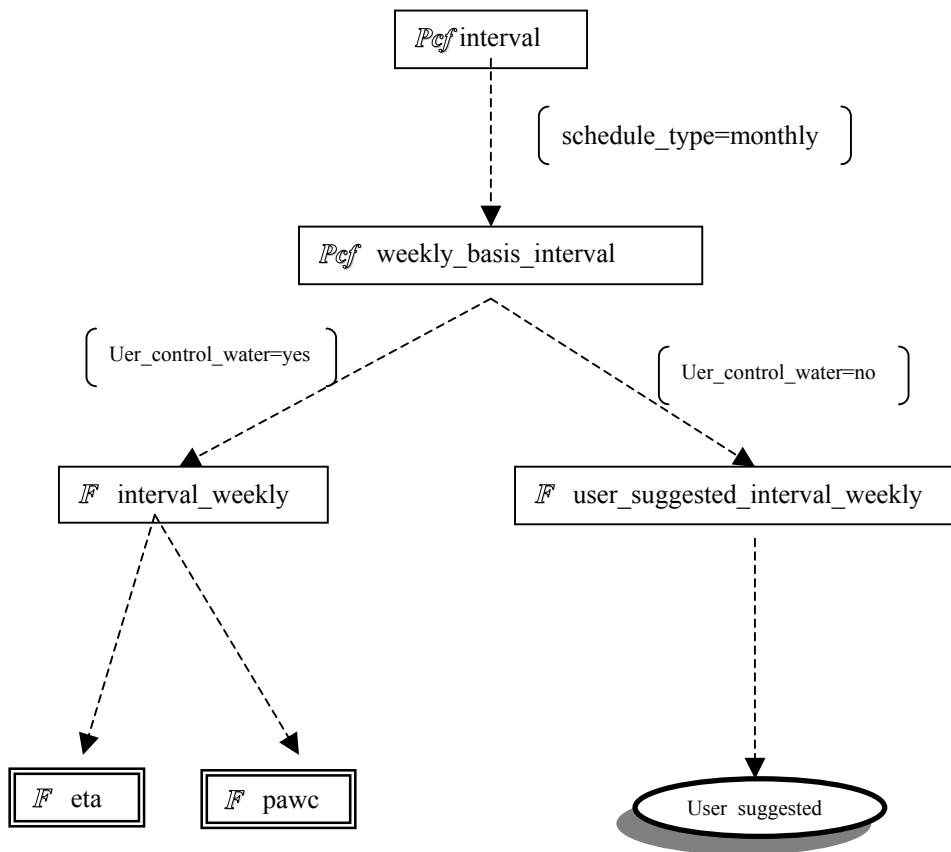 Pcf interval
schedule_type=monthly
Pcf weekly_basis_interval
Uer_control_water=yes
Uer_control_water=no
F interval_weekly
F user_suggested_interval_weekly
F eta
F pawc
User suggested